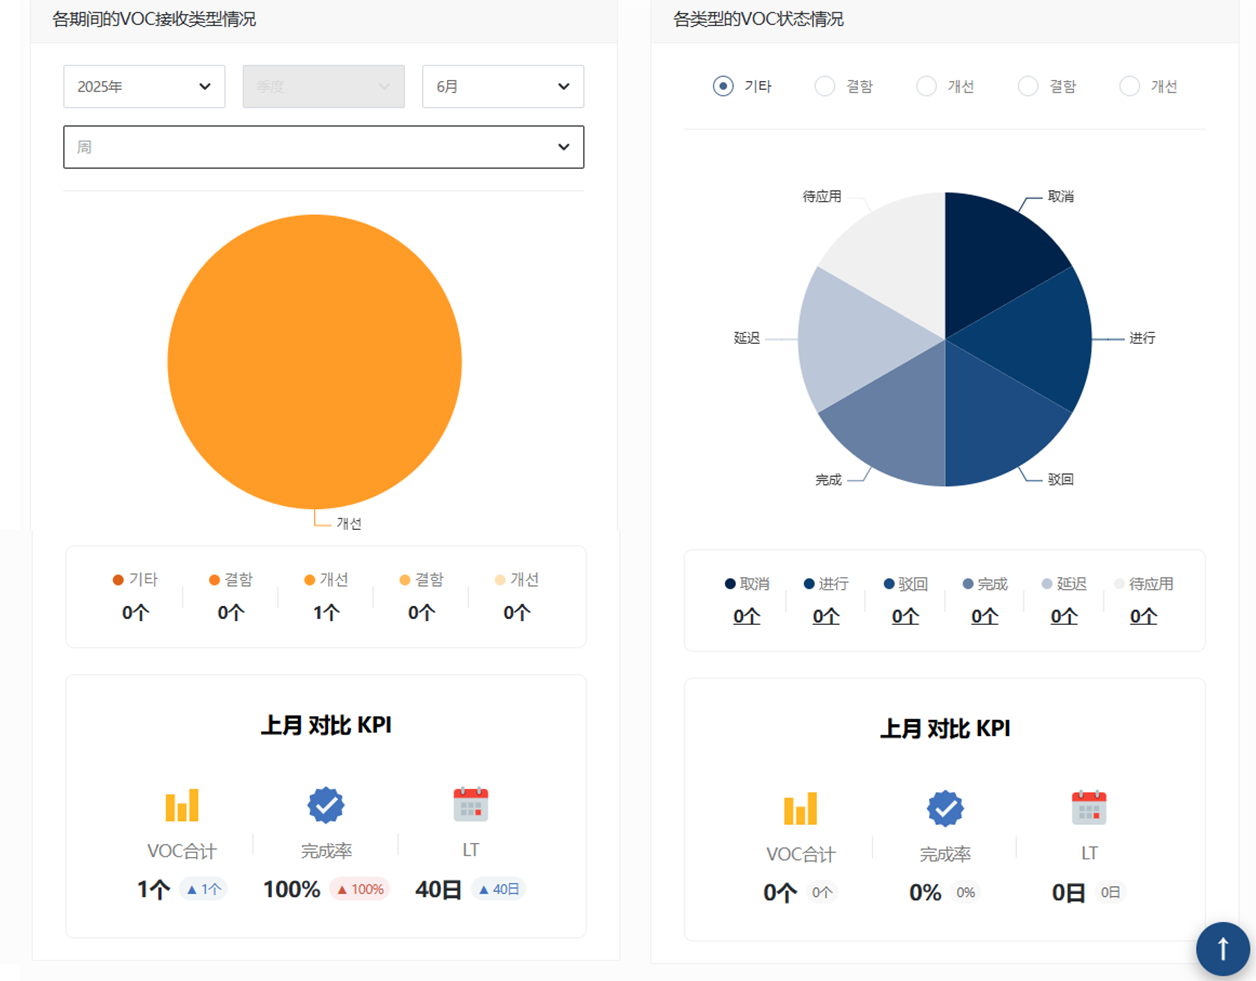 各期间的VOC接收类型情况
2025年
季度
6月
周
개선
기타
결함
개선
결함
개선
0个
0个
1个
0个
0个
上月 对比 KPI
VOC合计
完成率
LT
1个 ▲ 1个
100% ▲ 100%
40日 ▲ 40日
各类型的VOC状态情况
기타
결함
개선
결함
개선
待应用
取消
延迟
进行
完成
驳回
取消
进行
驳回
完成
延迟
待应用
0个
0个
0个
0个
0个
0个
上月 对比 KPI
VOC合计
完成率
LT
0个 0个
0% 0%
0日 0日